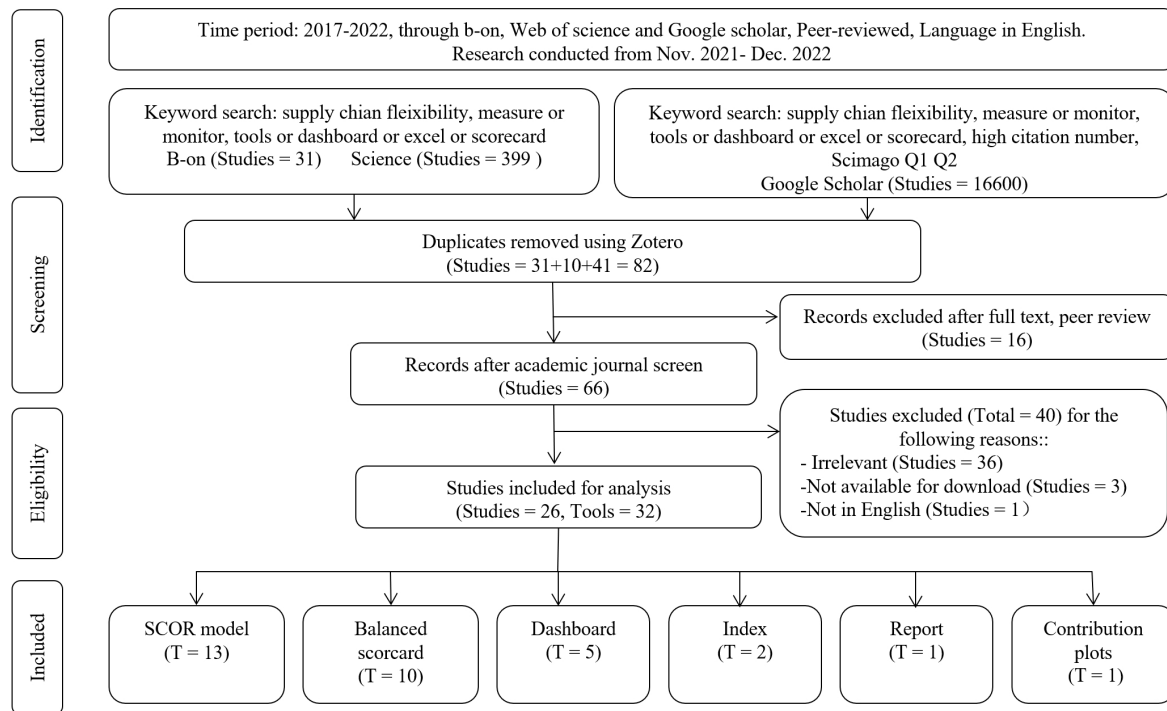 Identification
Time period: 2017-2022, through b-on, Web of science and Google scholar, Peer-reviewed, Language in English.
Research conducted from Nov. 2021- Dec. 2022
Keyword search: supply chian fleixibility, measure or
monitor, tools or dashboard or excel or scorecard
B-on (Studies = 31) Science (Studies = 399 )
Keyword search: supply chian fleixibility, measure or monitor,
tools or dashboard or excel or scorecard, high citation number,
Scimago Q1 Q2
Google Scholar (Studies = 16600)
Screening
Duplicates removed using Zotero
(Studies = 31+10+41 = 82)
Records excluded after full text, peer review
(Studies = 16)
Records after academic journal screen
(Studies = 66)
Eligibility
Studies excluded (Total = 40) for the
following reasons::
- Irrelevant (Studies = 36)
-Not available for download (Studies = 3)
-Not in English (Studies = 1）
Studies included for analysis
(Studies = 26, Tools = 32)
Included
SCOR model
(T = 13)
Balanced
scorcard
(T = 10)
Dashboard
(T = 5)
Index
(T = 2)
Report
(T = 1)
Contribution
plots
(T = 1)